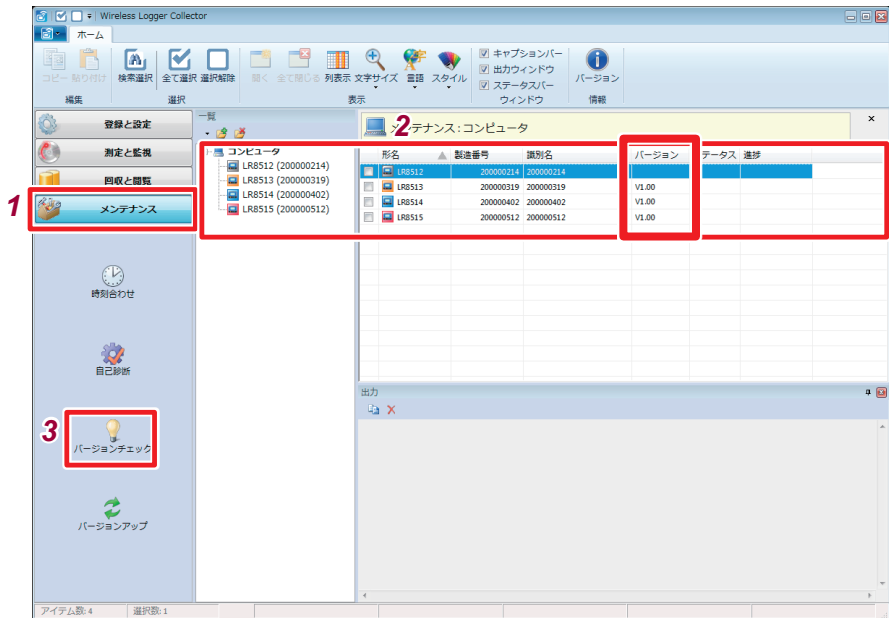 Wireless Logger Collector
ホーム
コピー 貼り付け 検索選択 全て選択 選択解除 開く 全て閉じる 列表示 文字サイズ 言語 スタイル
キャプションバー
出力ウィンドウ
ステータスバー
バージョン
編集 選択 表示 ウィンドウ 情報
登録と設定
測定と監視
回収と閲覧
1
メンテナンス
時刻合わせ
自己診断
3
バージョンチェック
バージョンアップ
一覧
コンピュータ
LR8512 (200000214)
LR8513 (200000319)
LR8514 (200000402)
LR8515 (200000512)
2
メンテナンス:コンピュータ
形名 製造番号 識別名 バージョン ステータス 進捗
LR8512 200000214 200000214
LR8513 200000319 200000319 V1.00
LR8514 200000402 200000402 V1.00
LR8515 200000512 200000512 V1.00
出力
アイテム数: 4 選択数: 1